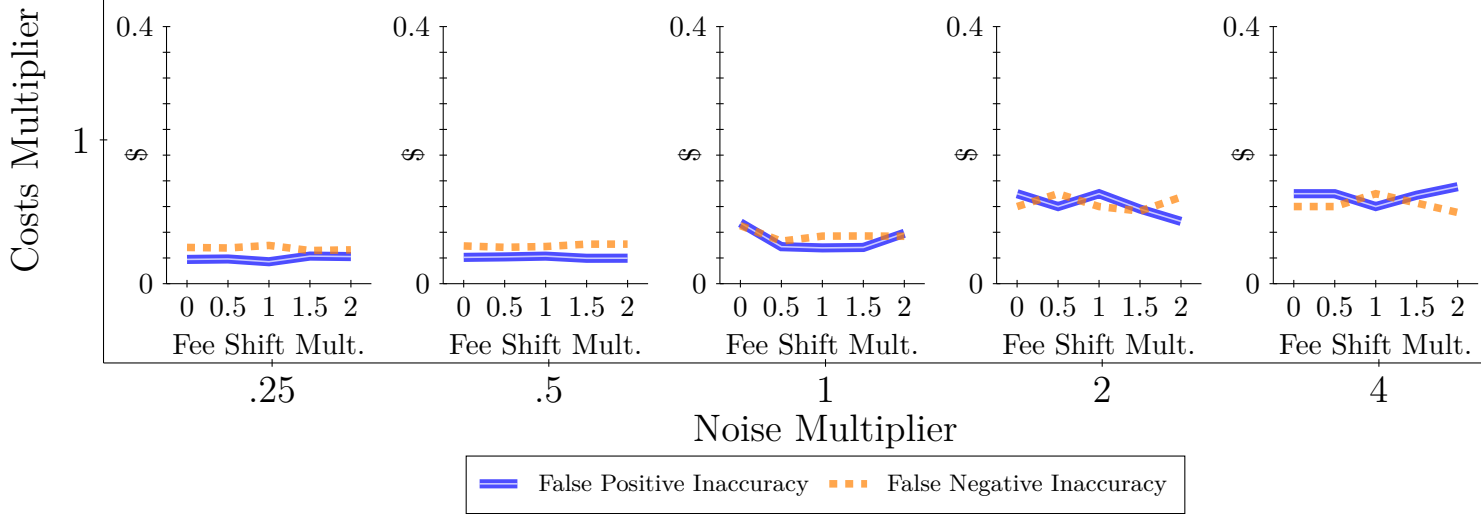 Costs Multiplier
1
0.4 0.4 0.4 0.4 0.4
$ $ $ $ $
0 0 0 0 0
0 0.5 1 1.5 2 0 0.5 1 1.5 2 0 0.5 1 1.5 2 0 0.5 1 1.5 2 0 0.5 1 1.5 2
Fee Shift Mult. Fee Shift Mult. Fee Shift Mult. Fee Shift Mult. Fee Shift Mult.
.25 .5 1 2 4
Noise Multiplier
False Positive Inaccuracy False Negative Inaccuracy